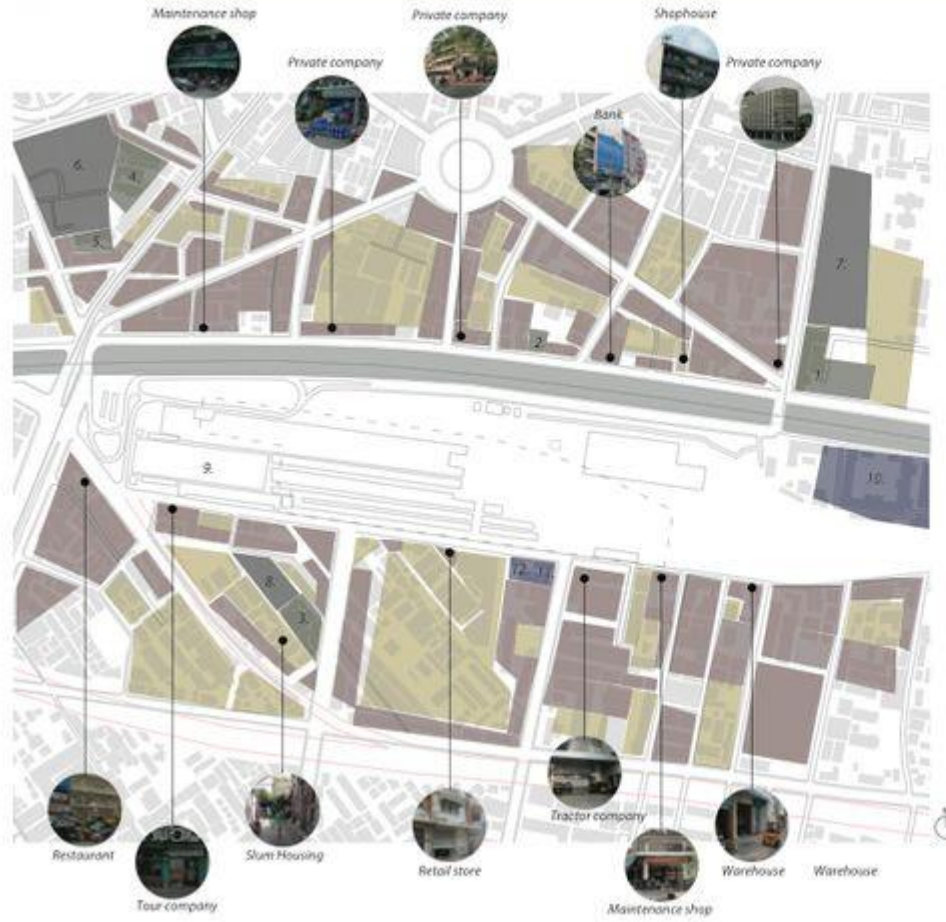 Maintenance shop
Private company
Private company
Shophouse
Private company
Bank
6.
4.
5.
7.
2.
1.
9.
10.
8.
3.
12.
11.
Restaurant
Tour company
Slum Housing
Retail store
Tractor company
Maintenance shop
Warehouse
Warehouse